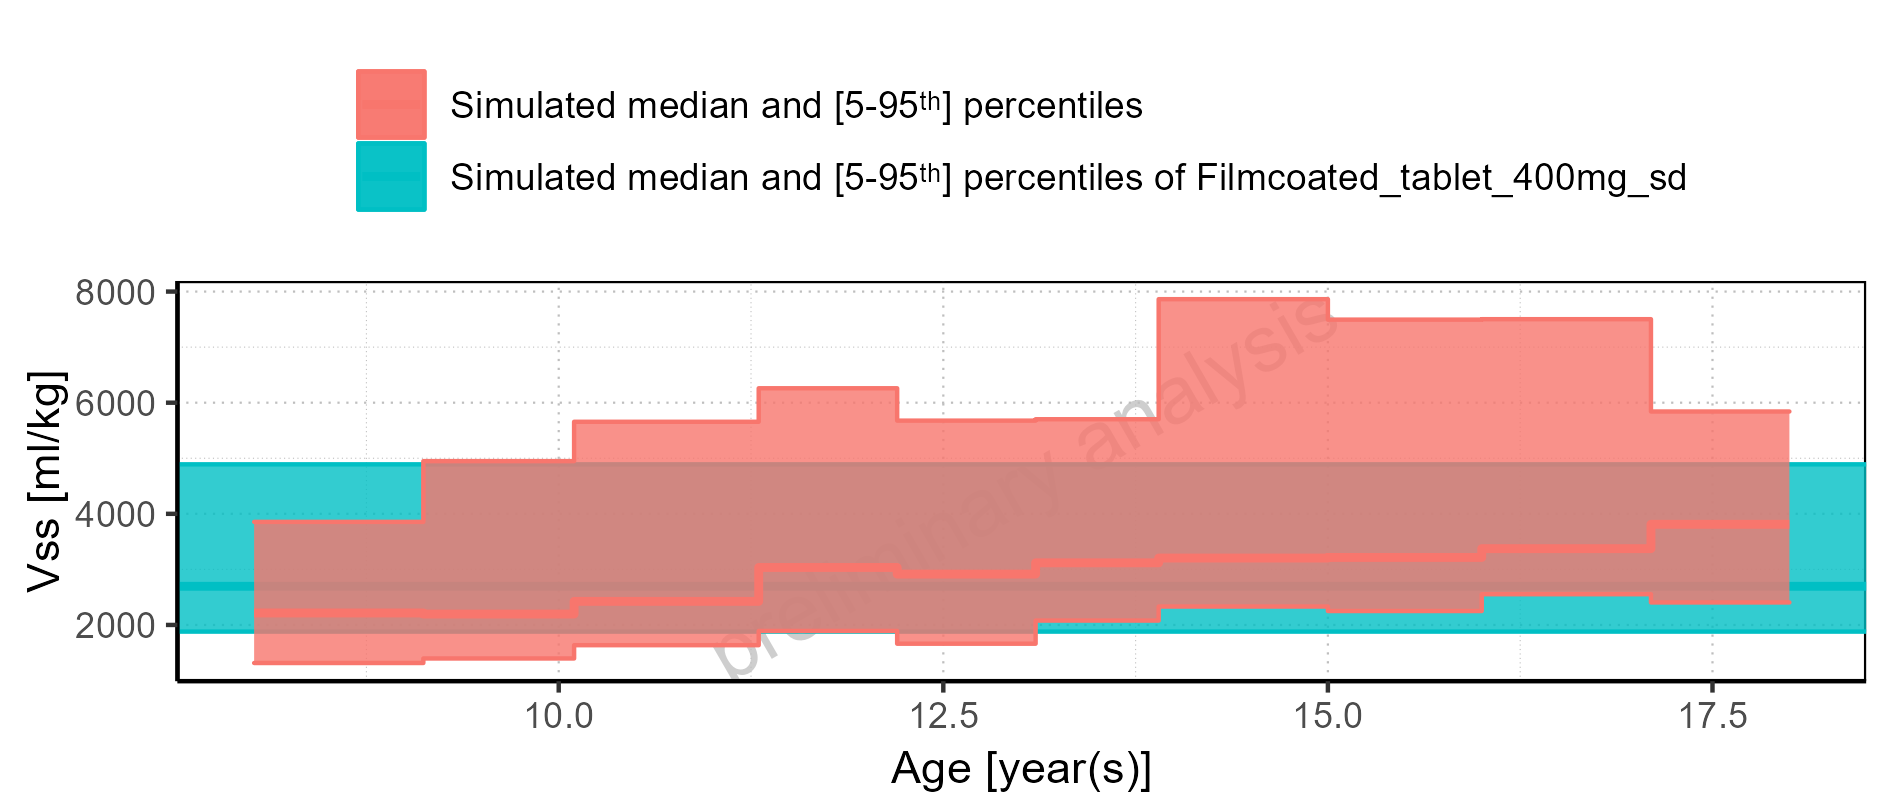 Simulated median and [5-95ᵗʰ] percentiles
Simulated median and [5-95ᵗʰ] percentiles of Filmcoated_tablet_400mg_sd
8000
6000
4000
2000
Vss [ml/kg]
preliminary analysis
10.0 12.5 15.0 17.5
Age [year(s)]